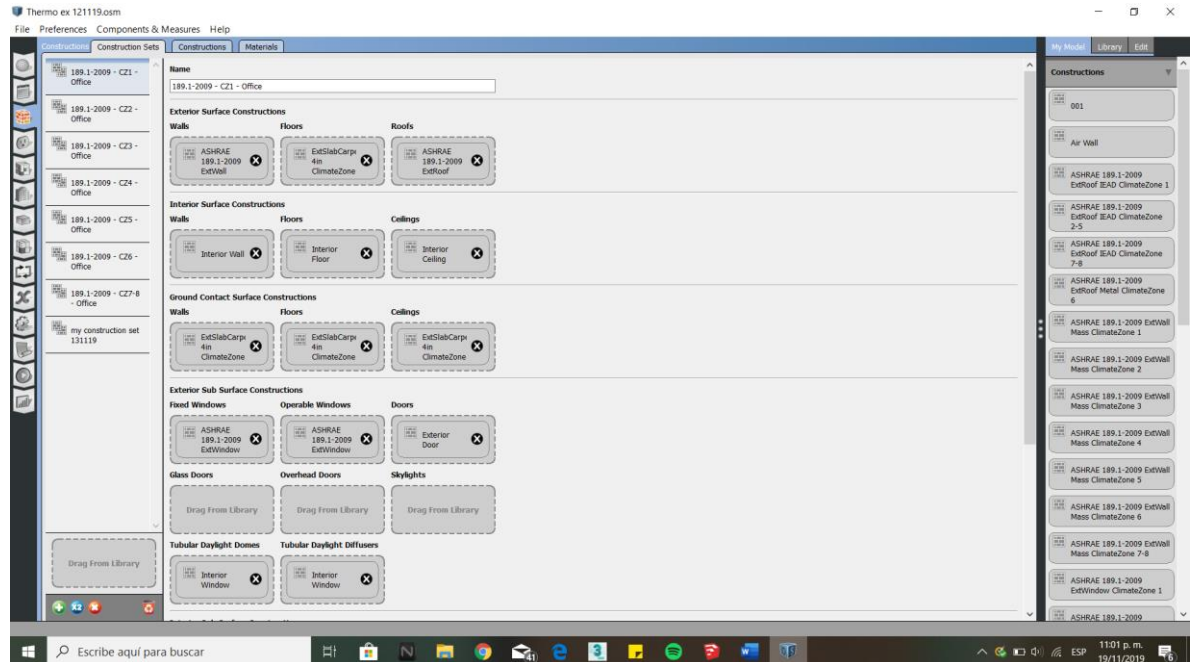 Thermo ex 121119.osm
File Preferences Components & Measures Help
Constructions Construction Sets Constructions Materials
My Model Library Edit
189.1-2009 - CZ1 -
Office
189.1-2009 - CZ2 -
Office
189.1-2009 - CZ3 -
Office
189.1-2009 - CZ4 -
Office
189.1-2009 - CZ5 -
Office
189.1-2009 - CZ6 -
Office
189.1-2009 - CZ7-8
- Office
my construction set
131119
Drag From Library
x2
Name
189.1-2009 - CZ1 - Office
Exterior Surface Constructions
Walls Floors Roofs
ASHRAE
189.1-2009
ExtWall
ExtSlabCarp
4in
ClimateZone
ASHRAE
189.1-2009
ExtRoof
Interior Surface Constructions
Walls Floors Ceilings
Interior Wall
Interior
Floor
Interior
Ceiling
Ground Contact Surface Constructions
Walls Floors Ceilings
ExtSlabCarp
4in
ClimateZone
ExtSlabCarp
4in
ClimateZone
ExtSlabCarp
4in
ClimateZone
Exterior Sub Surface Constructions
Fixed Windows Operable Windows Doors
ASHRAE
189.1-2009
ExtWindow
ASHRAE
189.1-2009
ExtWindow
Exterior
Door
Glass Doors Overhead Doors Skylights
Drag From Library Drag From Library Drag From Library
Tubular Daylight Domes Tubular Daylight Diffusers
Interior
Window
Interior
Window
Constructions
001
Air Wall
ASHRAE 189.1-2009
ExtRoof IEAD ClimateZone 1
ASHRAE 189.1-2009
ExtRoof IEAD ClimateZone
2-5
ASHRAE 189.1-2009
ExtRoof IEAD ClimateZone
7-8
ASHRAE 189.1-2009
ExtRoof Metal ClimateZone
6
ASHRAE 189.1-2009 ExtWall
Mass ClimateZone 1
ASHRAE 189.1-2009 ExtWall
Mass ClimateZone 2
ASHRAE 189.1-2009 ExtWall
Mass ClimateZone 3
ASHRAE 189.1-2009 ExtWall
Mass ClimateZone 4
ASHRAE 189.1-2009 ExtWall
Mass ClimateZone 5
ASHRAE 189.1-2009 ExtWall
Mass ClimateZone 6
ASHRAE 189.1-2009 ExtWall
Mass ClimateZone 7-8
ASHRAE 189.1-2009
ExtWindow ClimateZone 1
ASHRAE 189.1-2009
Escribe aquí para buscar
41
ESP
11:01 p. m.
19/11/2019
6